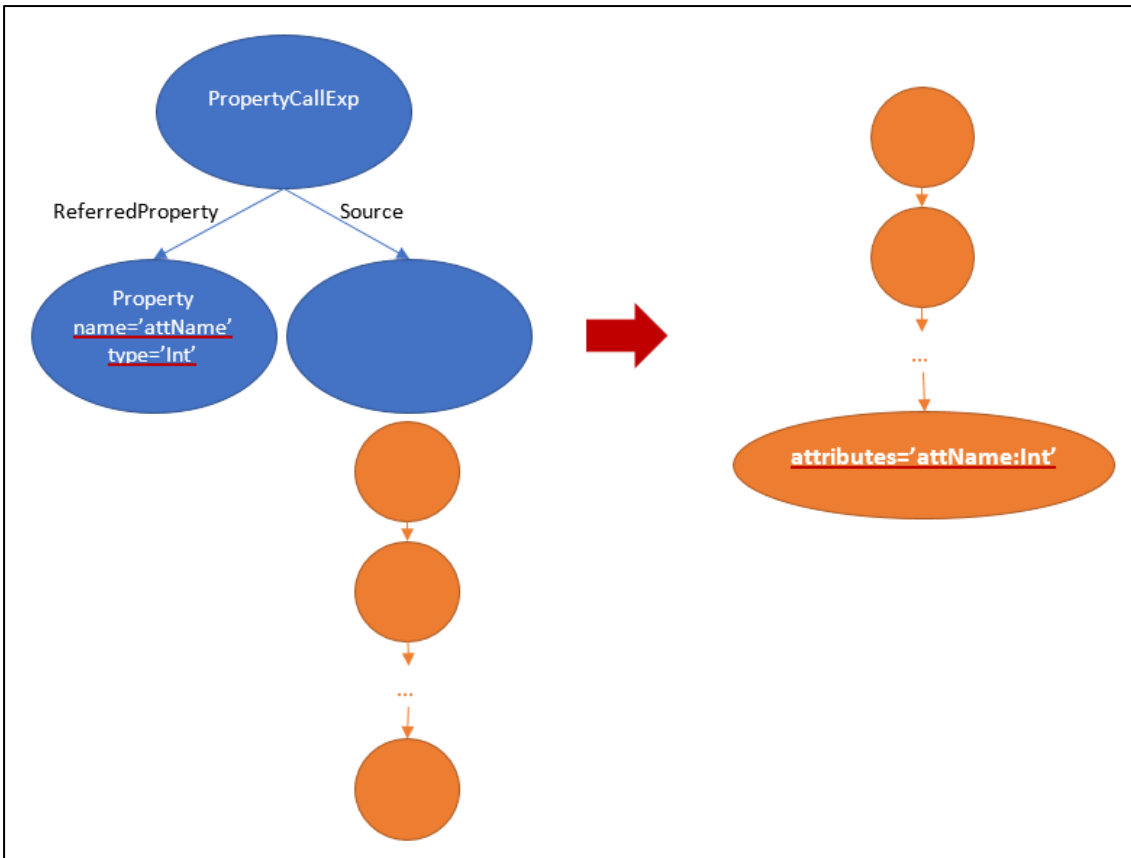 PropertyCallExp
ReferredProperty
Source
Property
name='attName'
type='Int'
...
...
attributes='attName:Int'